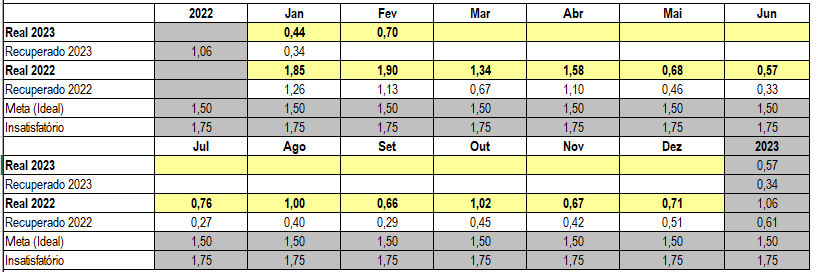 2022 Jan Fev Mar Abr Mai Jun
Real 2023 0,44 0,70
Recuperado 2023 1,06 0,34
Real 2022 1,85 1,90 1,34 1,58 0,68 0,57
Recuperado 2022 1,26 1,13 0,67 1,10 0,46 0,33
Meta (Ideal) 1,50 1,50 1,50 1,50 1,50 1,50 1,50
Insatisfatório 1,75 1,75 1,75 1,75 1,75 1,75 1,75
Jul Ago Set Out Nov Dez 2023
Real 2023 0,57
Recuperado 2023 0,34
Real 2022 0,76 1,00 0,66 1,02 0,67 0,71 1,06
Recuperado 2022 0,27 0,40 0,29 0,45 0,42 0,51 0,61
Meta (Ideal) 1,50 1,50 1,50 1,50 1,50 1,50 1,50
Insatisfatório 1,75 1,75 1,75 1,75 1,75 1,75 1,75